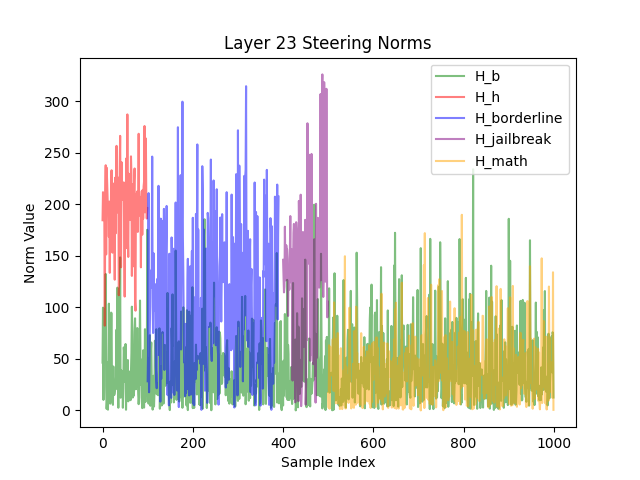 Layer 23 Steering Norms
H_b
H_h
H_borderline
H_jailbreak
H_math
Norm Value
300
250
200
150
100
50
0
0
200
400
600
800
1000
Sample Index